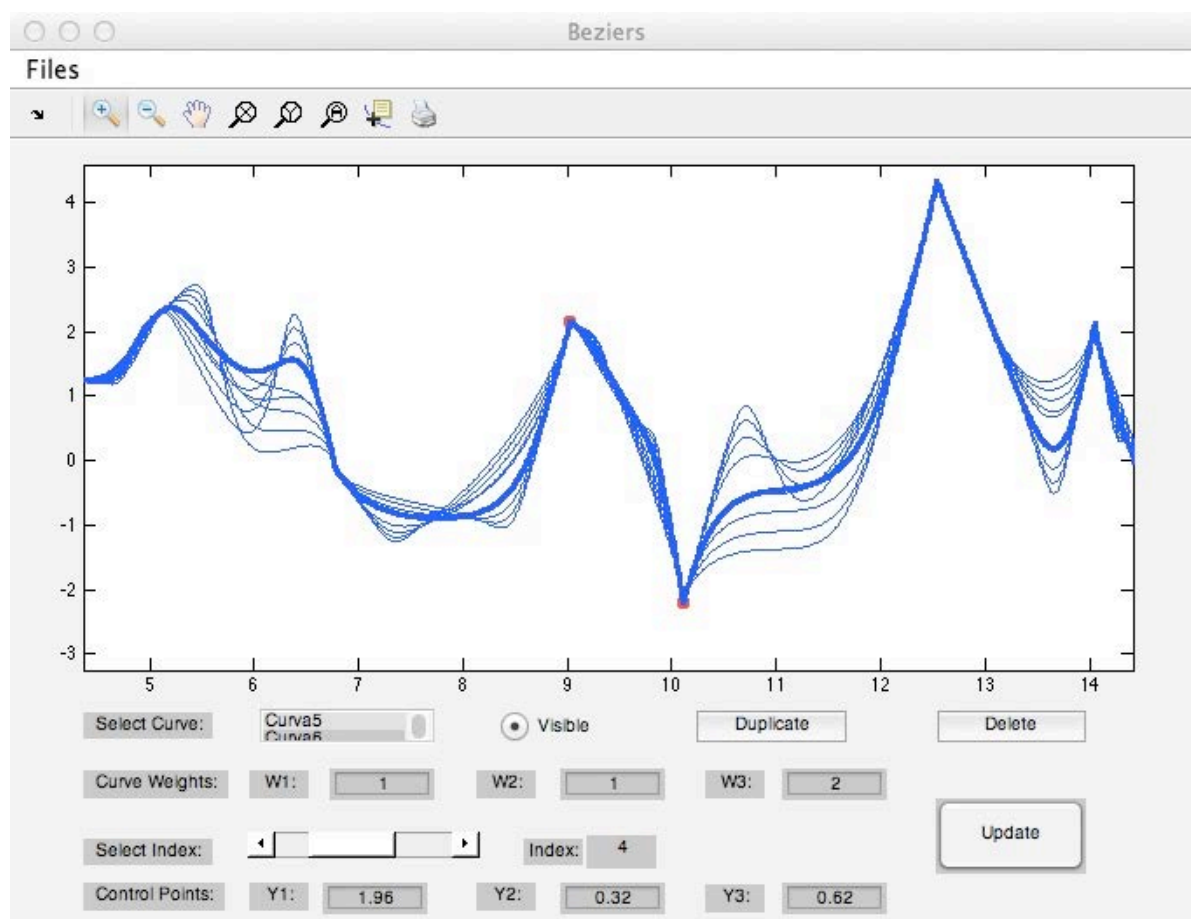 Beziers
Files
4
3
2
1
0
-1
-2
-3
5 6 7 8 9 10 11 12 13 14
Select Curve: Curva5 Visible Duplicate Delete
Curva6
Curve Weights: W1: 1 W2: 1 W3: 2
Update
Select Index: Index: 4
Control Points: Y1: 1.96 Y2: 0.32 Y3: 0.62